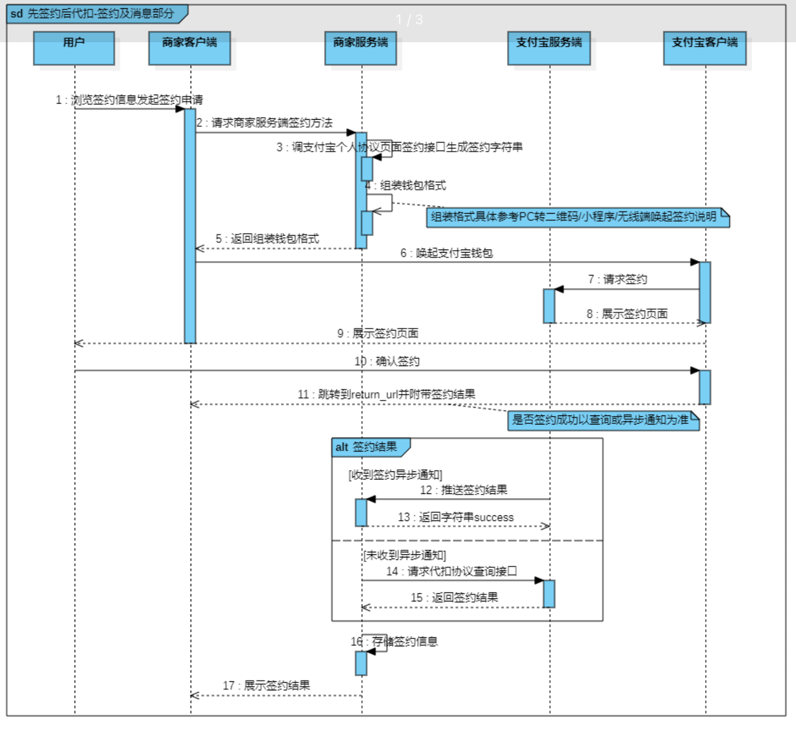 1 / 3
sd 先签约后代扣-签约及消息部分
用户
商家客户端
商家服务端
支付宝服务端
支付宝客户端
1 : 浏览签约信息发起签约申请
2 : 请求商家服务端签约方法
3 : 调支付宝个人协议页面签约接口生成签约字符串
4 : 组装钱包格式
组装格式具体参考PC转二维码/小程序/无线端唤起签约说明
5 : 返回组装钱包格式
6 : 唤起支付宝钱包
7 : 请求签约
8 : 展示签约页面
9 : 展示签约页面
10 : 确认签约
11 : 跳转到return_url并附带签约结果
是否签约成功以查询或异步通知为准
alt 签约结果
[收到签约异步通知]
12 : 推送签约结果
13 : 返回字符串success
[未收到异步通知]
14 : 请求代扣协议查询接口
15 : 返回签约结果
16 : 存储签约信息
17 : 展示签约结果